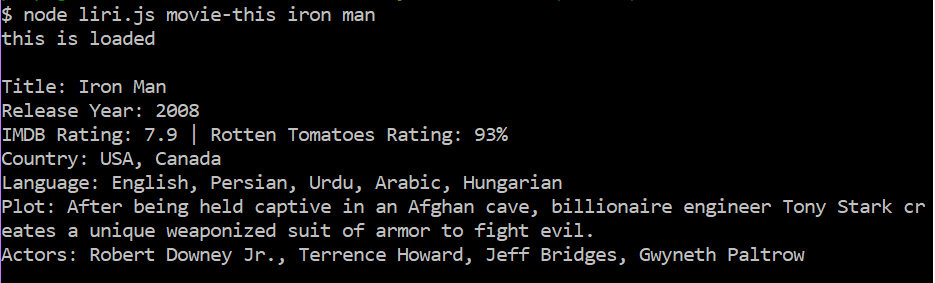 $ node liri.js movie-this iron man
this is loaded
Title: Iron Man
Release Year: 2008
IMDB Rating: 7.9 | Rotten Tomatoes Rating: 93%
Country: USA, Canada
Language: English, Persian, Urdu, Arabic, Hungarian
Plot: After being held captive in an Afghan cave, billionaire engineer Tony Stark cr
eates a unique weaponized suit of armor to fight evil.
Actors: Robert Downey Jr., Terrence Howard, Jeff Bridges, Gwyneth Paltrow